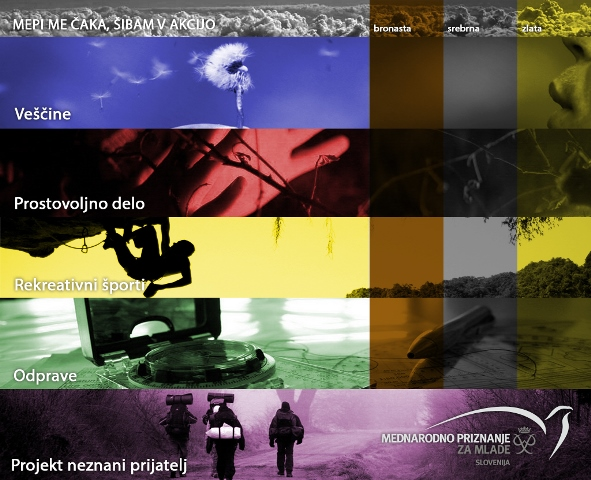 MEPI ME ČAKA, ŠIBAM V AKCIJO
bronasta
srebrna
zlata
Veščine
Prostovoljno delo
Rekreativni športi
Odprave
Projekt neznani prijatelj
MEDNARODNO PRIZNANJE
ZA MLADE
SLOVENIJA